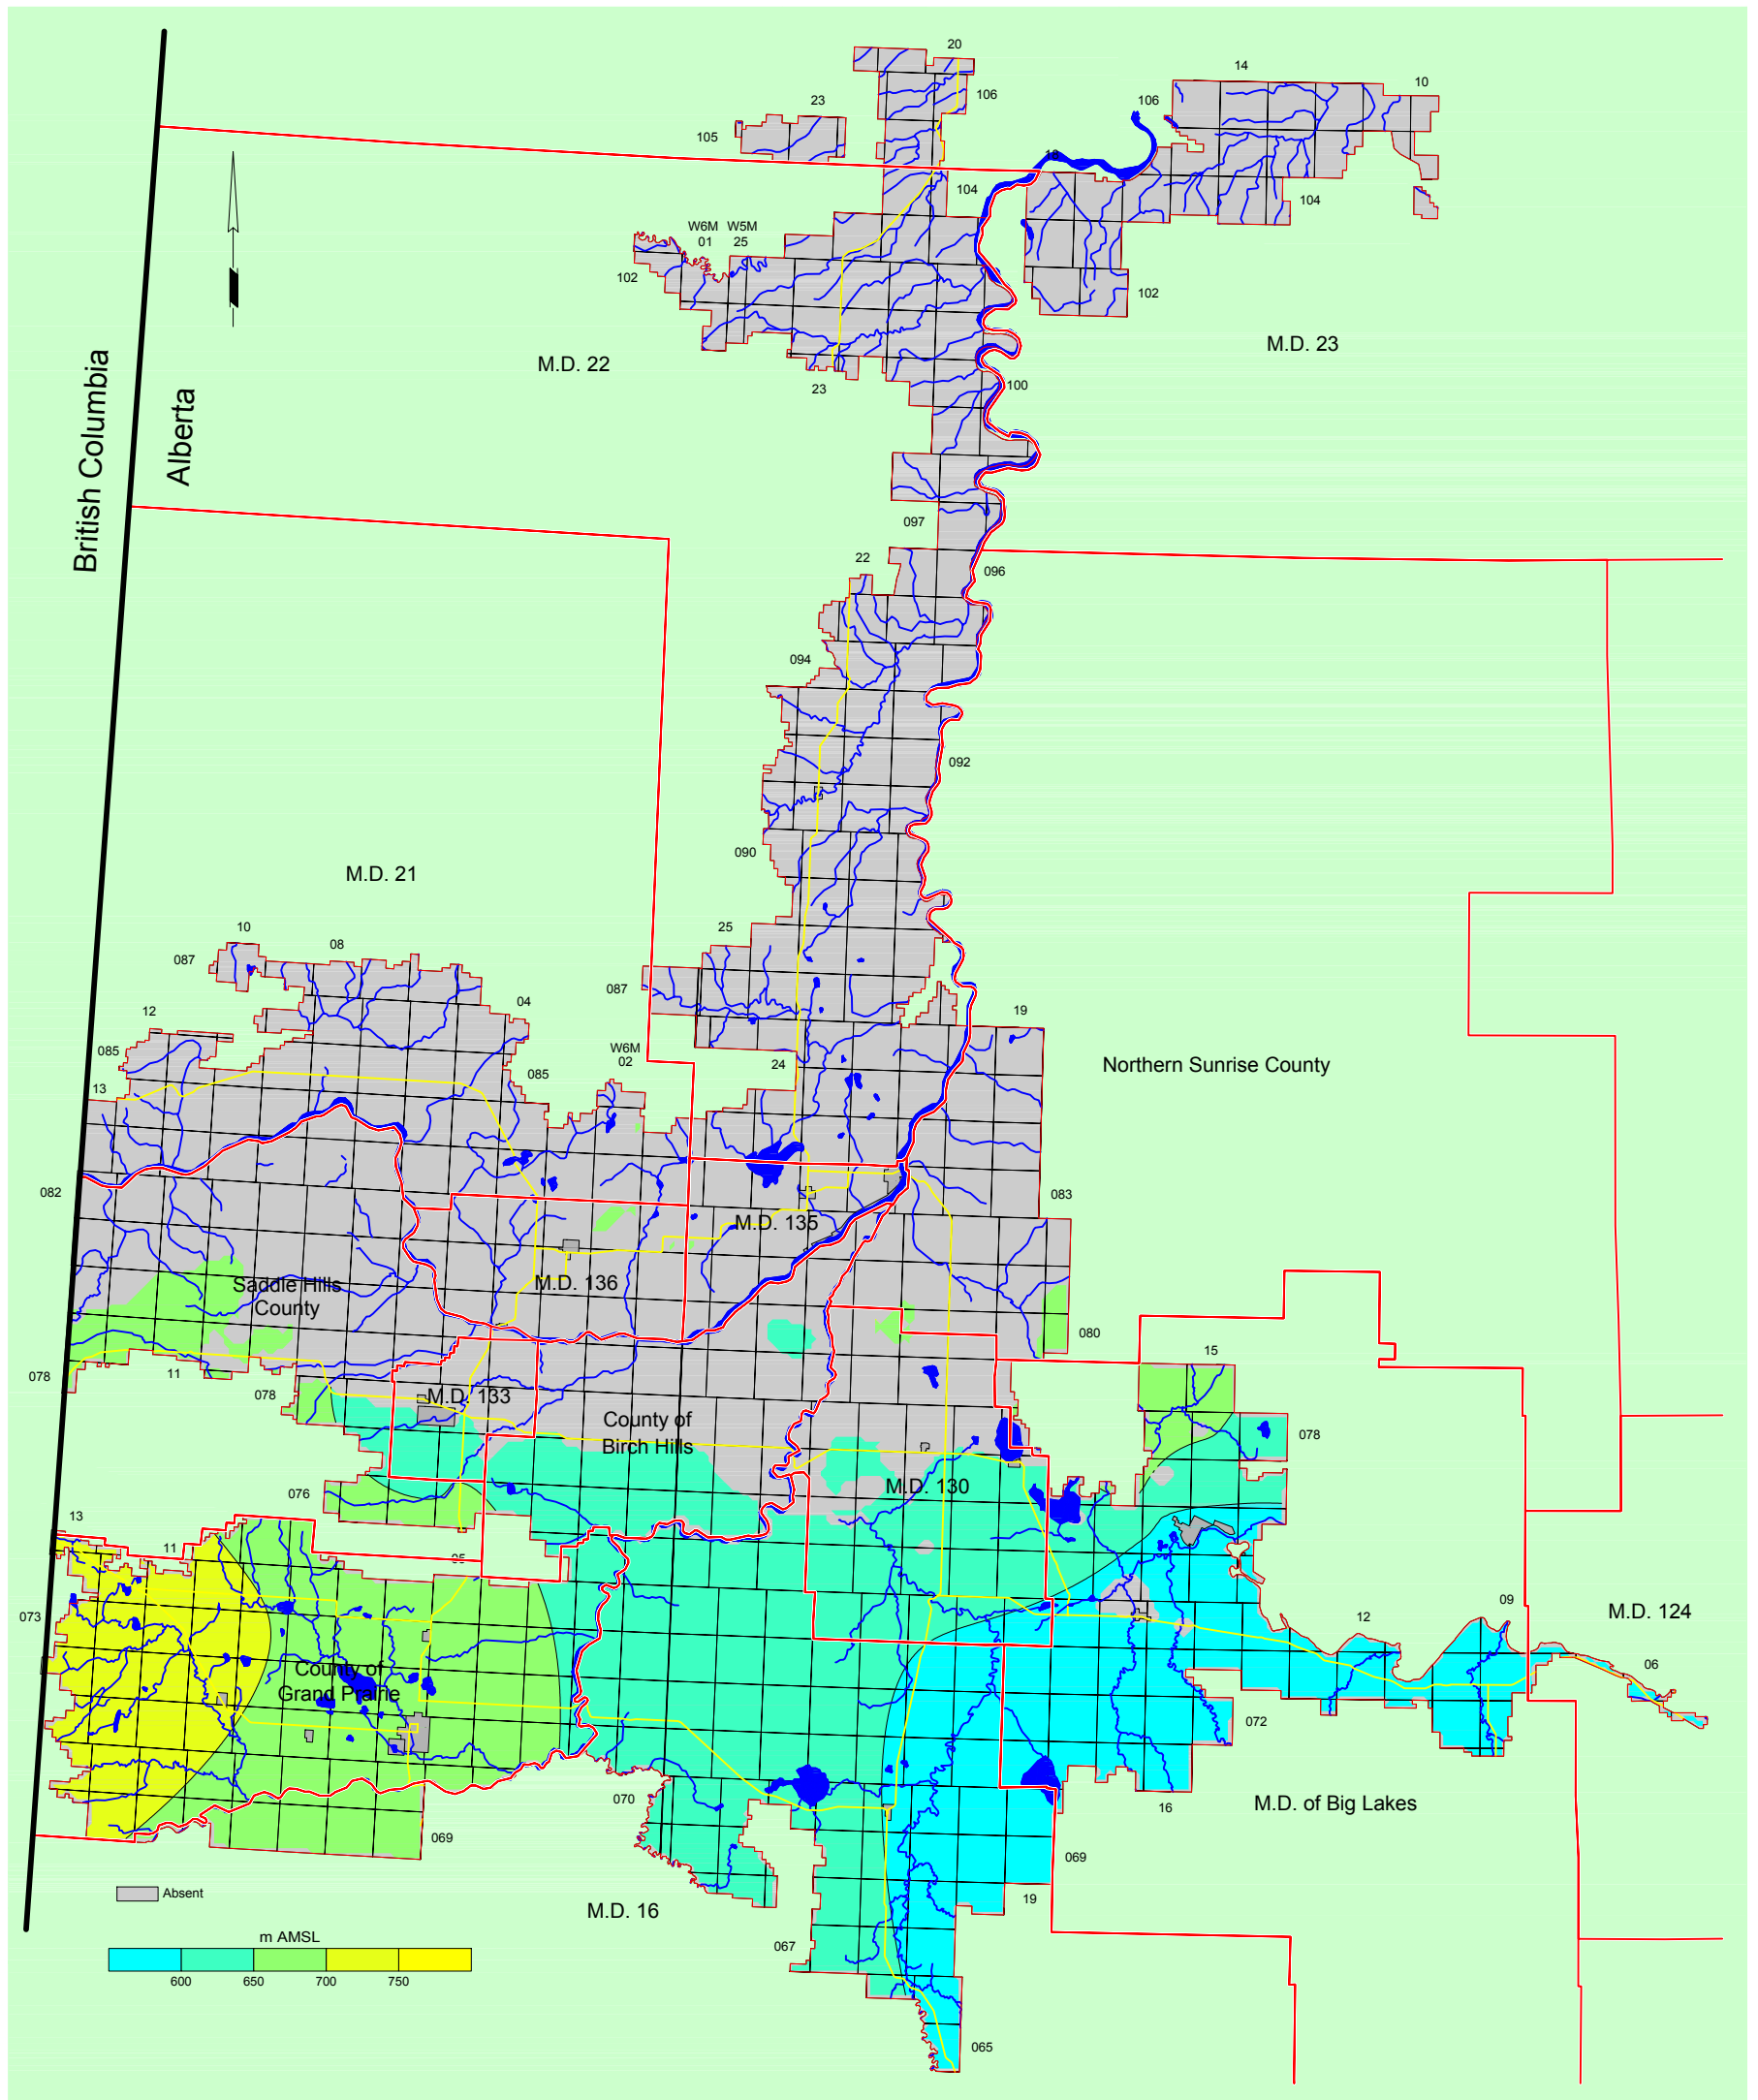 20
14
10
106
106
23
105
18
104
104
W6M W5M
01 25
102
102
M.D. 23
M.D. 22
23
100
British Columbia
Alberta
097
096
22
094
092
090
M.D. 21
10
08
25
087
087
04
12
19
085
W6M
02
Northern Sunrise County
24
13
085
082
083
M.D. 135
Saddle Hills
County
M.D. 136
080
15
078
11
078
M.D. 133
County of
Birch Hills
078
M.D. 130
076
13
11
05
09
12
M.D. 124
073
06
County of
Grand Prairie
072
070
16
M.D. of Big Lakes
069
069
Absent
19
M.D. 16
m AMSL
067
600 650 700 750
065